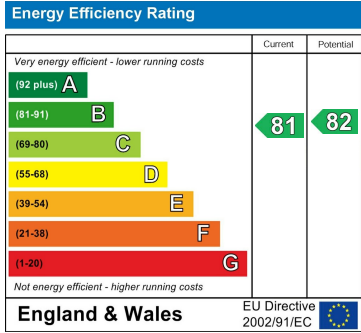 Energy Efficiency Rating
Current Potential
Very energy efficient - lower running costs
(92 plus) A
(81-91) B
(69-80) C
(55-68) D
(39-54) E
(21-38) F
(1-20) G
81 82
Not energy efficient - higher running costs
England & Wales
EU Directive
2002/91/EC